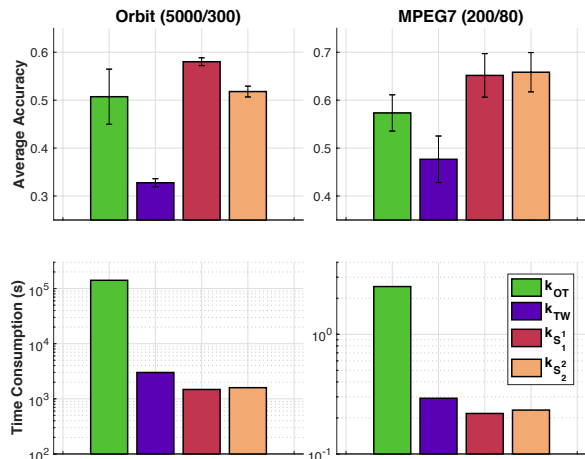 Orbit (5000/300)
MPEG7 (200/80)
Average Accuracy
0.6
0.5
0.4
0.3
0.7
0.6
0.5
0.4
Time Consumption (s)
10^5
10^4
10^3
10^2
10^0
10^-1
k_OT
k_TW
k_S_1^1
k_S_2^2